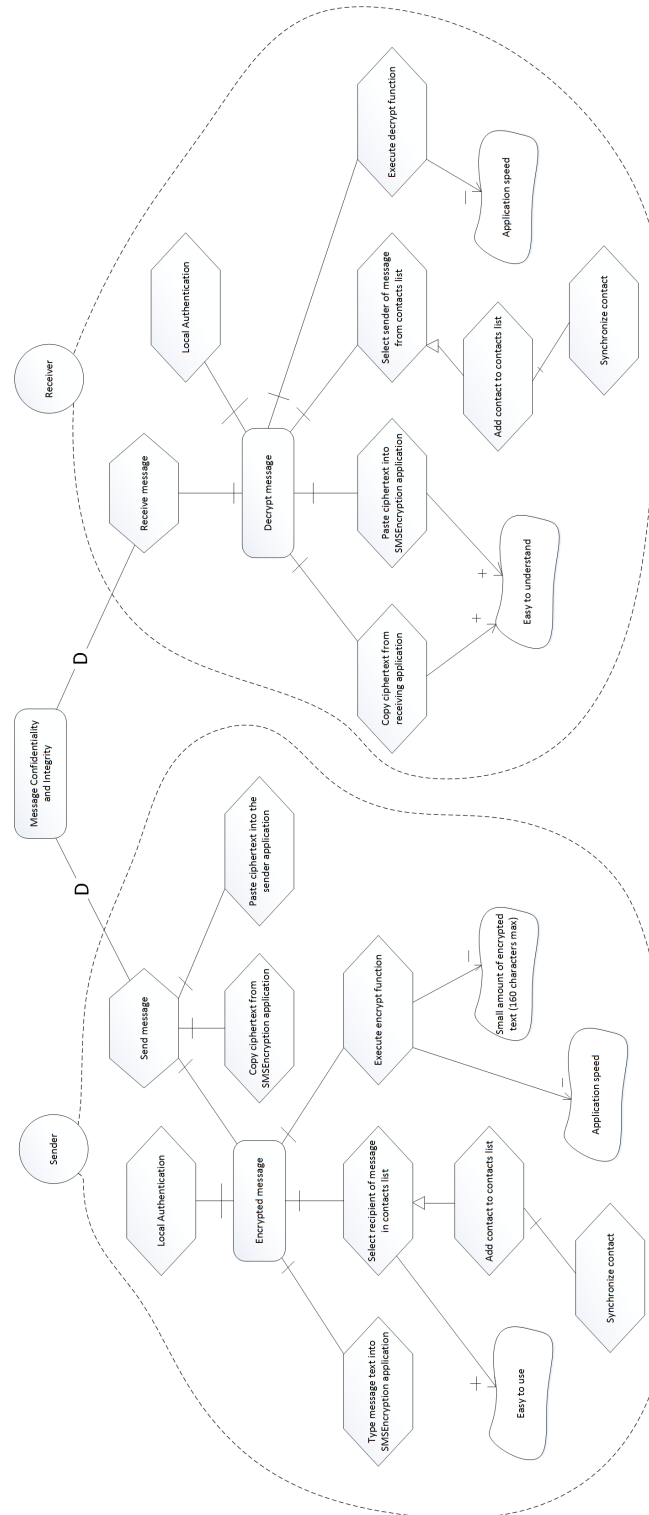 Sender
Message Confidentiality
and Integrity
Receiver
D
D
Send message
Receive message
Local Authentication
Local Authentication
Encrypted message
Copy ciphertext from
SMSEncryption application
Paste ciphertext into the
sender application
Decrypt message
Type message text into
SMSEncryption application
Select recipient of message
in contacts list
Execute encrypt function
Copy ciphertext from
receiving application
Paste ciphertext into
SMSEncryption application
Select sender of message
from contacts list
Execute decrypt function
+
Easy to use
Add contact to contacts list
–
Small amount of encrypted
text (160 characters max)
–
Application speed
Synchronize contact
+
+
Easy to understand
Add contact to contacts list
–
Application speed
Synchronize contact